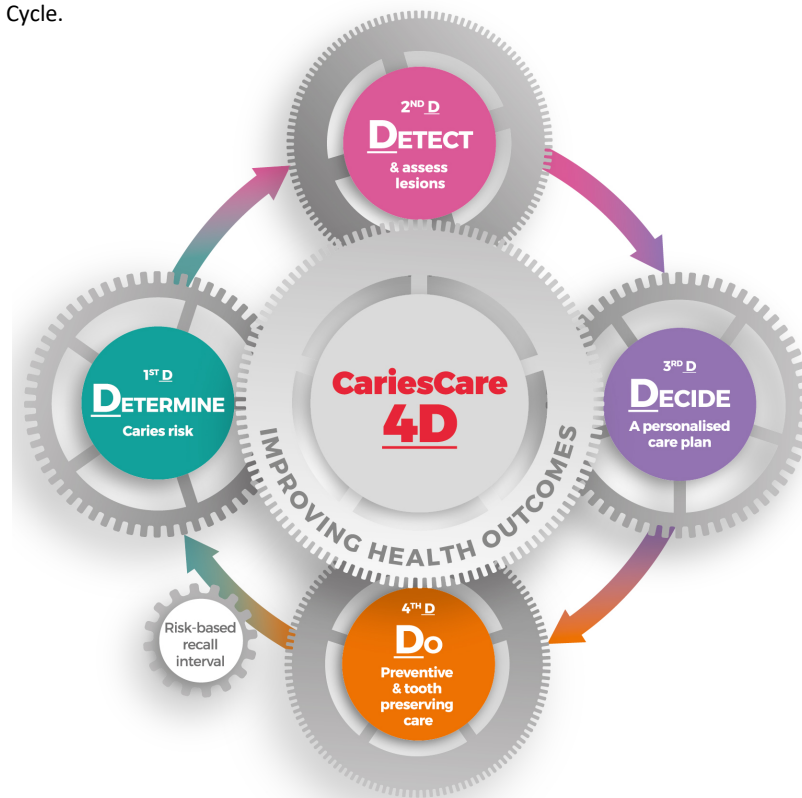 Cycle.
2ND D
DETECT
& assess
lesions
1ST D
DETERMINE
Caries risk
CariesCare
4D
3RD D
DECIDE
A personalised
care plan
IMPROVING HEALTH OUTCOMES
4TH D
DO
Preventive
& tooth
preserving
care
Risk-based
recall
interval